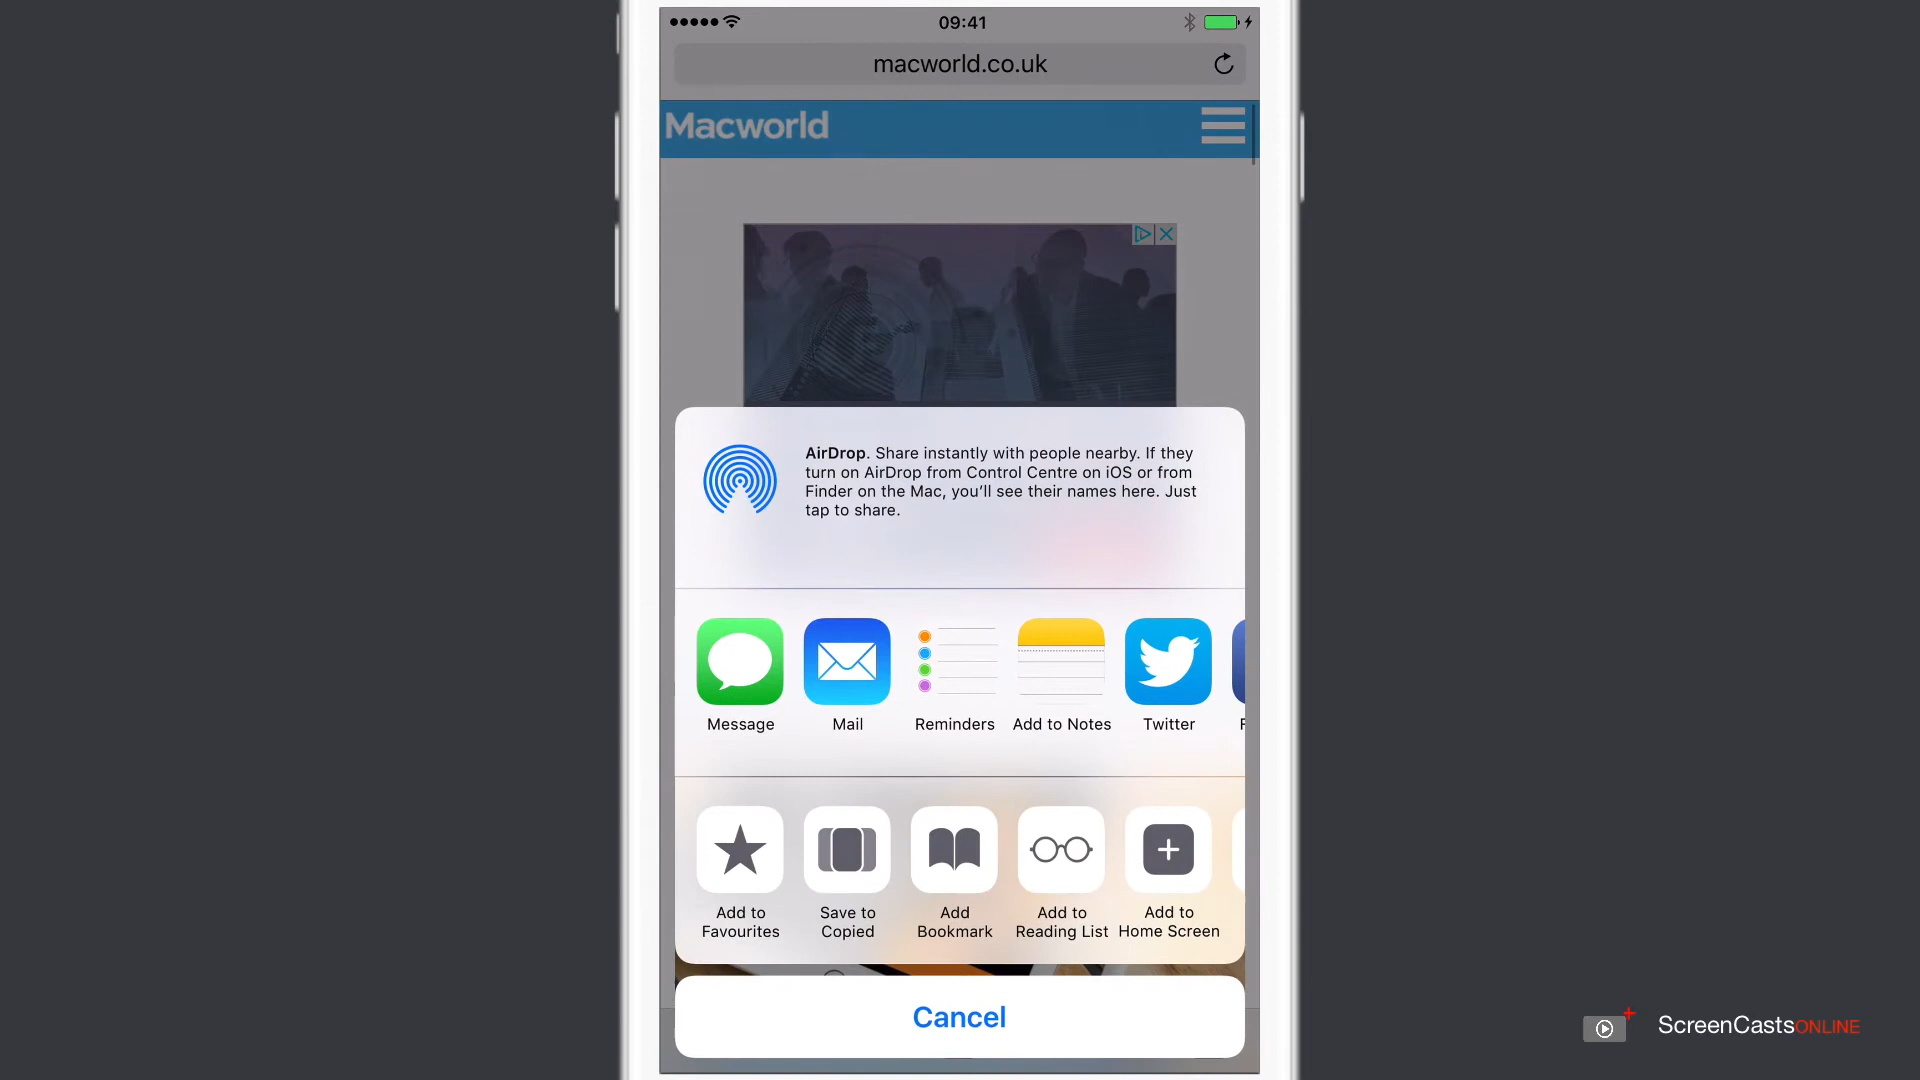 09:41
macworld.co.uk
Macworld
AirDrop. Share instantly with people nearby. If they
turn on AirDrop from Control Centre on iOS or from
Finder on the Mac, you'll see their names here. Just
tap to share.
Message Mail Reminders Add to Notes Twitter F
Add to Save to Add Add to Add to
Favourites Copied Bookmark Reading List Home Screen
Cancel
ScreenCastsONLINE